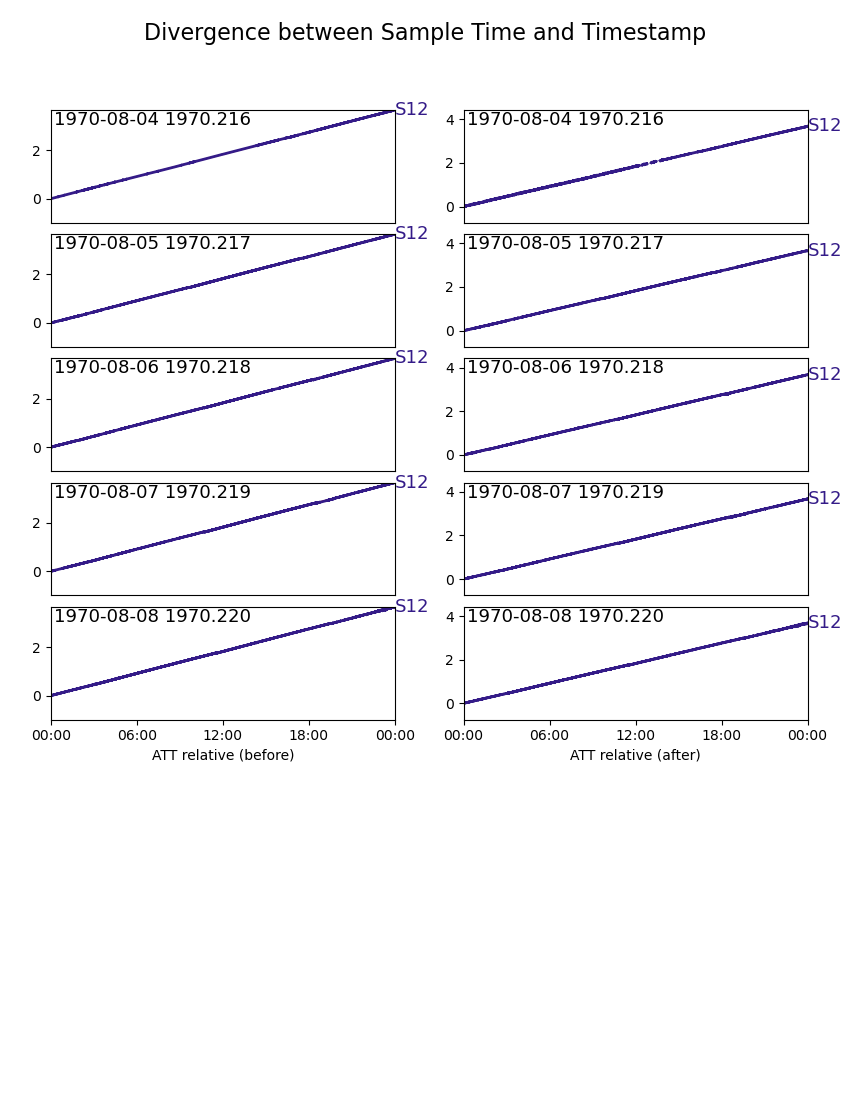 Divergence between Sample Time and Timestamp
1970-08-04 1970.216
S12
2
0
1970-08-04 1970.216
S12
4
2
0
1970-08-05 1970.217
S12
2
0
1970-08-05 1970.217
S12
4
2
0
1970-08-06 1970.218
S12
2
0
1970-08-06 1970.218
S12
4
2
0
1970-08-07 1970.219
S12
2
0
1970-08-07 1970.219
S12
4
2
0
1970-08-08 1970.220
S12
2
0
00:00 06:00 12:00 18:00 00:00
ATT relative (before)
1970-08-08 1970.220
S12
4
2
0
00:00 06:00 12:00 18:00 00:00
ATT relative (after)